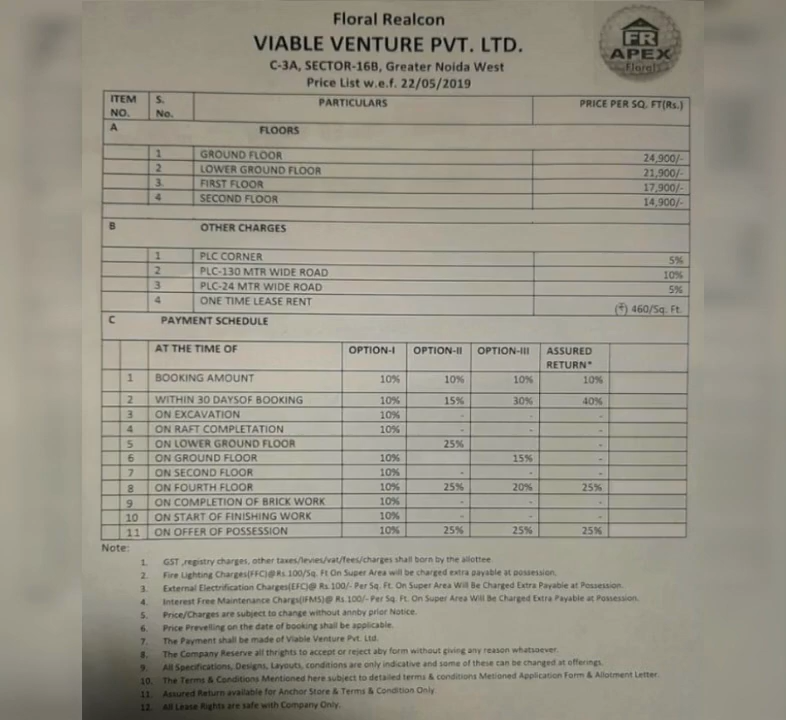 Floral Realcon
VIABLE VENTURE PVT. LTD.
C-3A, SECTOR-16B, Greater Noida West
Price List w.e.f. 22/05/2019
FR
APEX
Floral
ITEM NO. S. No. PARTICULARS PRICE PER SQ. FT(Rs.)
A FLOORS
1 GROUND FLOOR 24,900/-
2 LOWER GROUND FLOOR 21,900/-
3. FIRST FLOOR 17,900/-
4 SECOND FLOOR 14,900/-
B OTHER CHARGES
1 PLC CORNER 5%
2 PLC-130 MTR WIDE ROAD 10%
3 PLC-24 MTR WIDE ROAD 5%
4 ONE TIME LEASE RENT (₹) 460/Sq. Ft.
C PAYMENT SCHEDULE
AT THE TIME OF OPTION-I OPTION-II OPTION-III ASSURED RETURN*
1 BOOKING AMOUNT 10% 10% 10% 10%
2 WITHIN 30 DAYSOF BOOKING 10% 15% 30% 40%
3 ON EXCAVATION 10% - - -
4 ON RAFT COMPLETATION 10% - - -
5 ON LOWER GROUND FLOOR 25% -
6 ON GROUND FLOOR 10% 15% -
7 ON SECOND FLOOR 10% - - -
8 ON FOURTH FLOOR 10% 25% 20% 25%
9 ON COMPLETION OF BRICK WORK 10% - - -
10 ON START OF FINISHING WORK 10% - - -
11 ON OFFER OF POSSESSION 10% 25% 25% 25%
Note:
1. GST ,registry charges, other taxes/levies/vat/fees/charges shall born by the allottee.
2. Fire Lighting Charges(FFC)@Rs.100/Sq. Ft On Super Area will be charged extra payable at possession.
3. External Electrification Charges(EFC)@ Rs.100/- Per Sq. Ft. On Super Area Will Be Charged Extra Payable at Possession.
4. Interest Free Maintenance Chargs(IFMS)@ Rs.100/- Per Sq. Ft. On Super Area Will Be Charged Extra Payable at Possession.
5. Price/Charges are subject to change without annby prior Notice.
6. Price Prevelling on the date of booking shall be applicable.
7. The Payment shall be made of Viable Venture Pvt. Ltd.
8. The Company Reserve all thrights to accept or reject aby form without giving any reason whatsoever.
9. All Specifications, Designs, Layouts, conditions are only indicative and some of these can be changed at offerings.
10. The Terms & Conditions Mentioned here subject to detailed terms & conditions Metioned Application Form & Allotment Letter.
11. Assured Return available for Anchor Store & Terms & Condition Only
12. All Lease Rights are safe with Company Only.